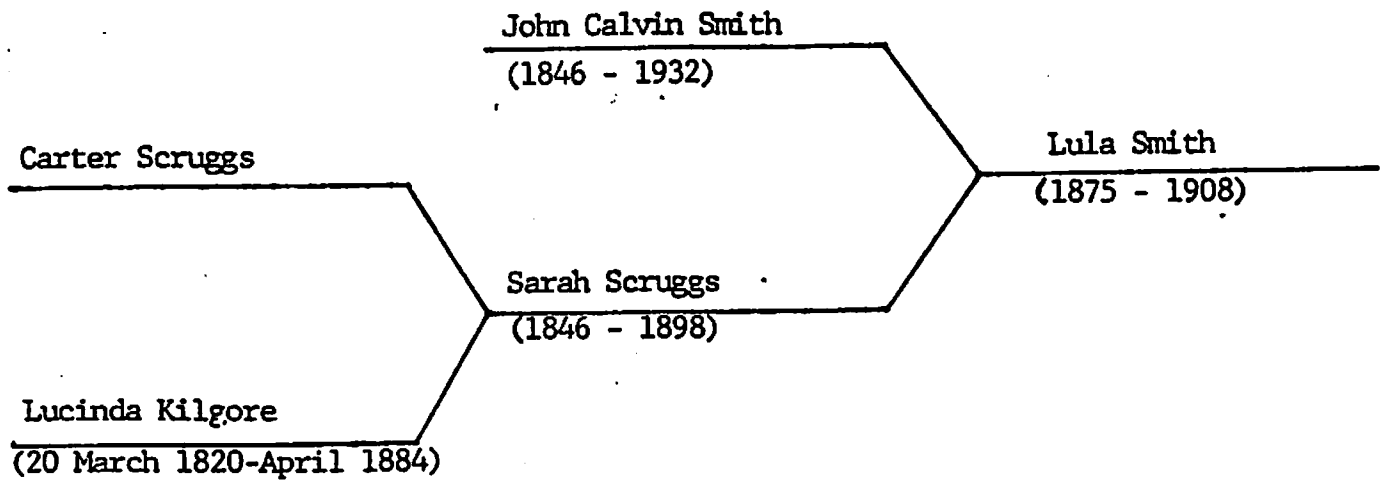 John Calvin Smith
(1846 - 1932)
Carter Scruggs
Lula Smith
(1875 - 1908)
Sarah Scruggs
(1846 - 1898)
Lucinda Kilgore
(20 March 1820-April 1884)